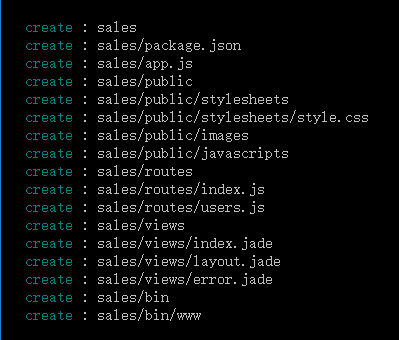 create : sales
create : sales/package.json
create : sales/app.js
create : sales/public
create : sales/public/stylesheets
create : sales/public/stylesheets/style.css
create : sales/public/images
create : sales/public/javascripts
create : sales/routes
create : sales/routes/index.js
create : sales/routes/users.js
create : sales/views
create : sales/views/index.jade
create : sales/views/layout.jade
create : sales/views/error.jade
create : sales/bin
create : sales/bin/www